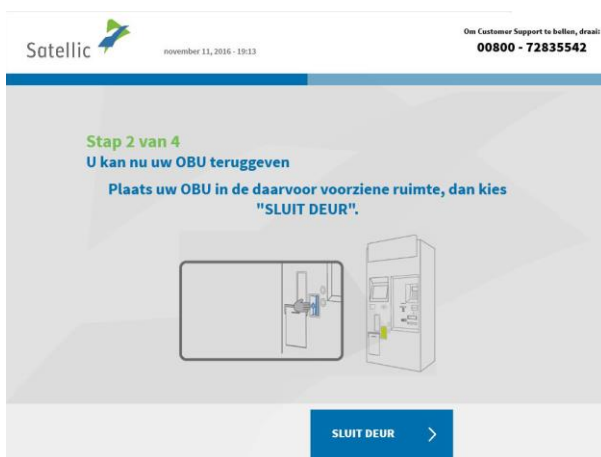 Satellic
november 11, 2016 - 19:13
Om Customer Support te bellen, draai:
00800 - 72835542
Stap 2 van 4
U kan nu uw OBU teruggeven
Plaats uw OBU in de daarvoor voorziene ruimte, dan kies
"SLUIT DEUR".
SLUIT DEUR